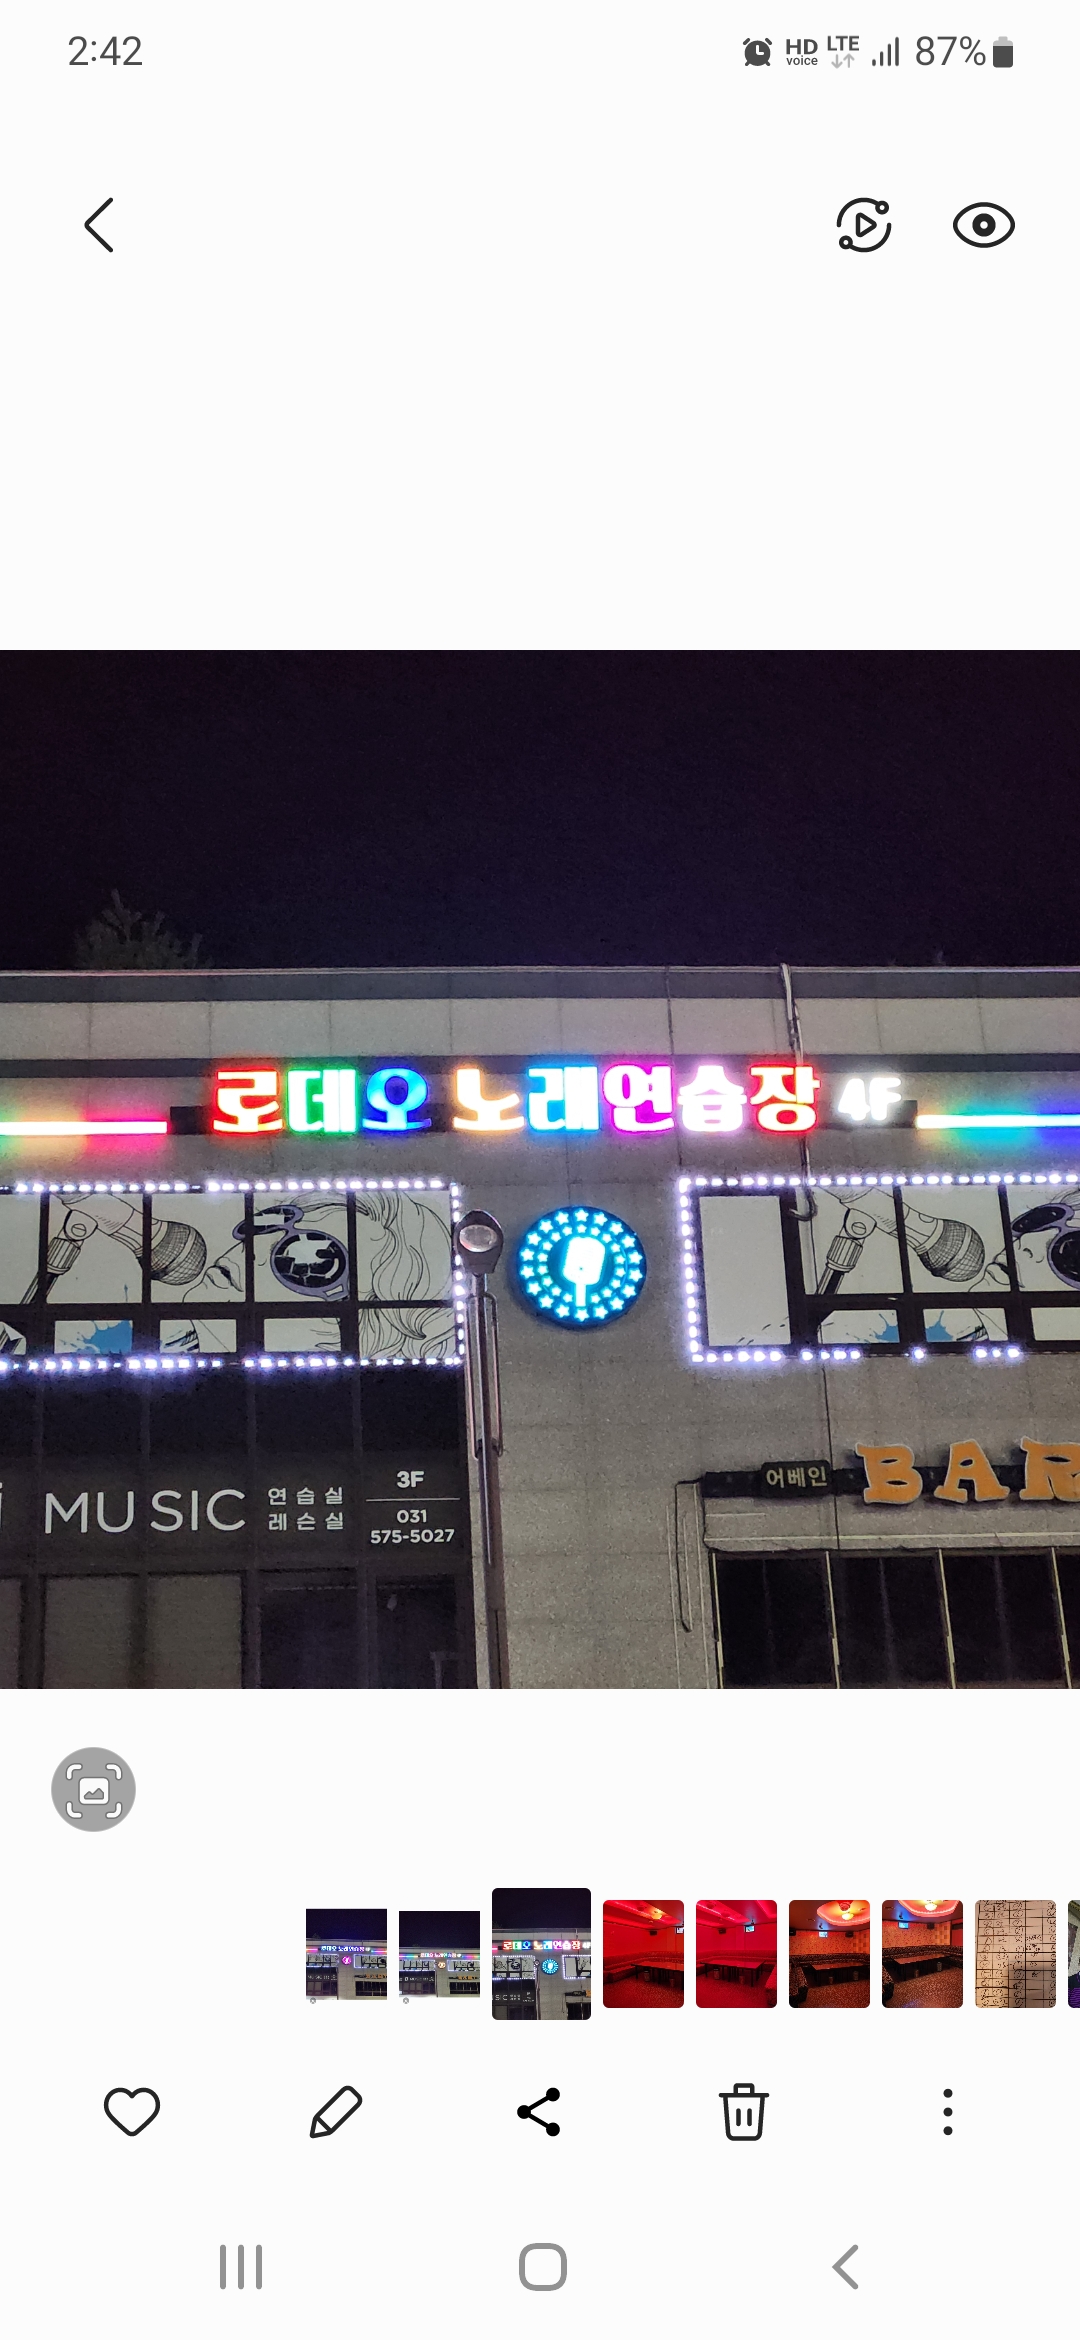 2:42
HD voice LTE 87%
로데오 노래연습장 4F
MUSIC
연습실
레슨실
3F
031
575-5027
어베인
BAR